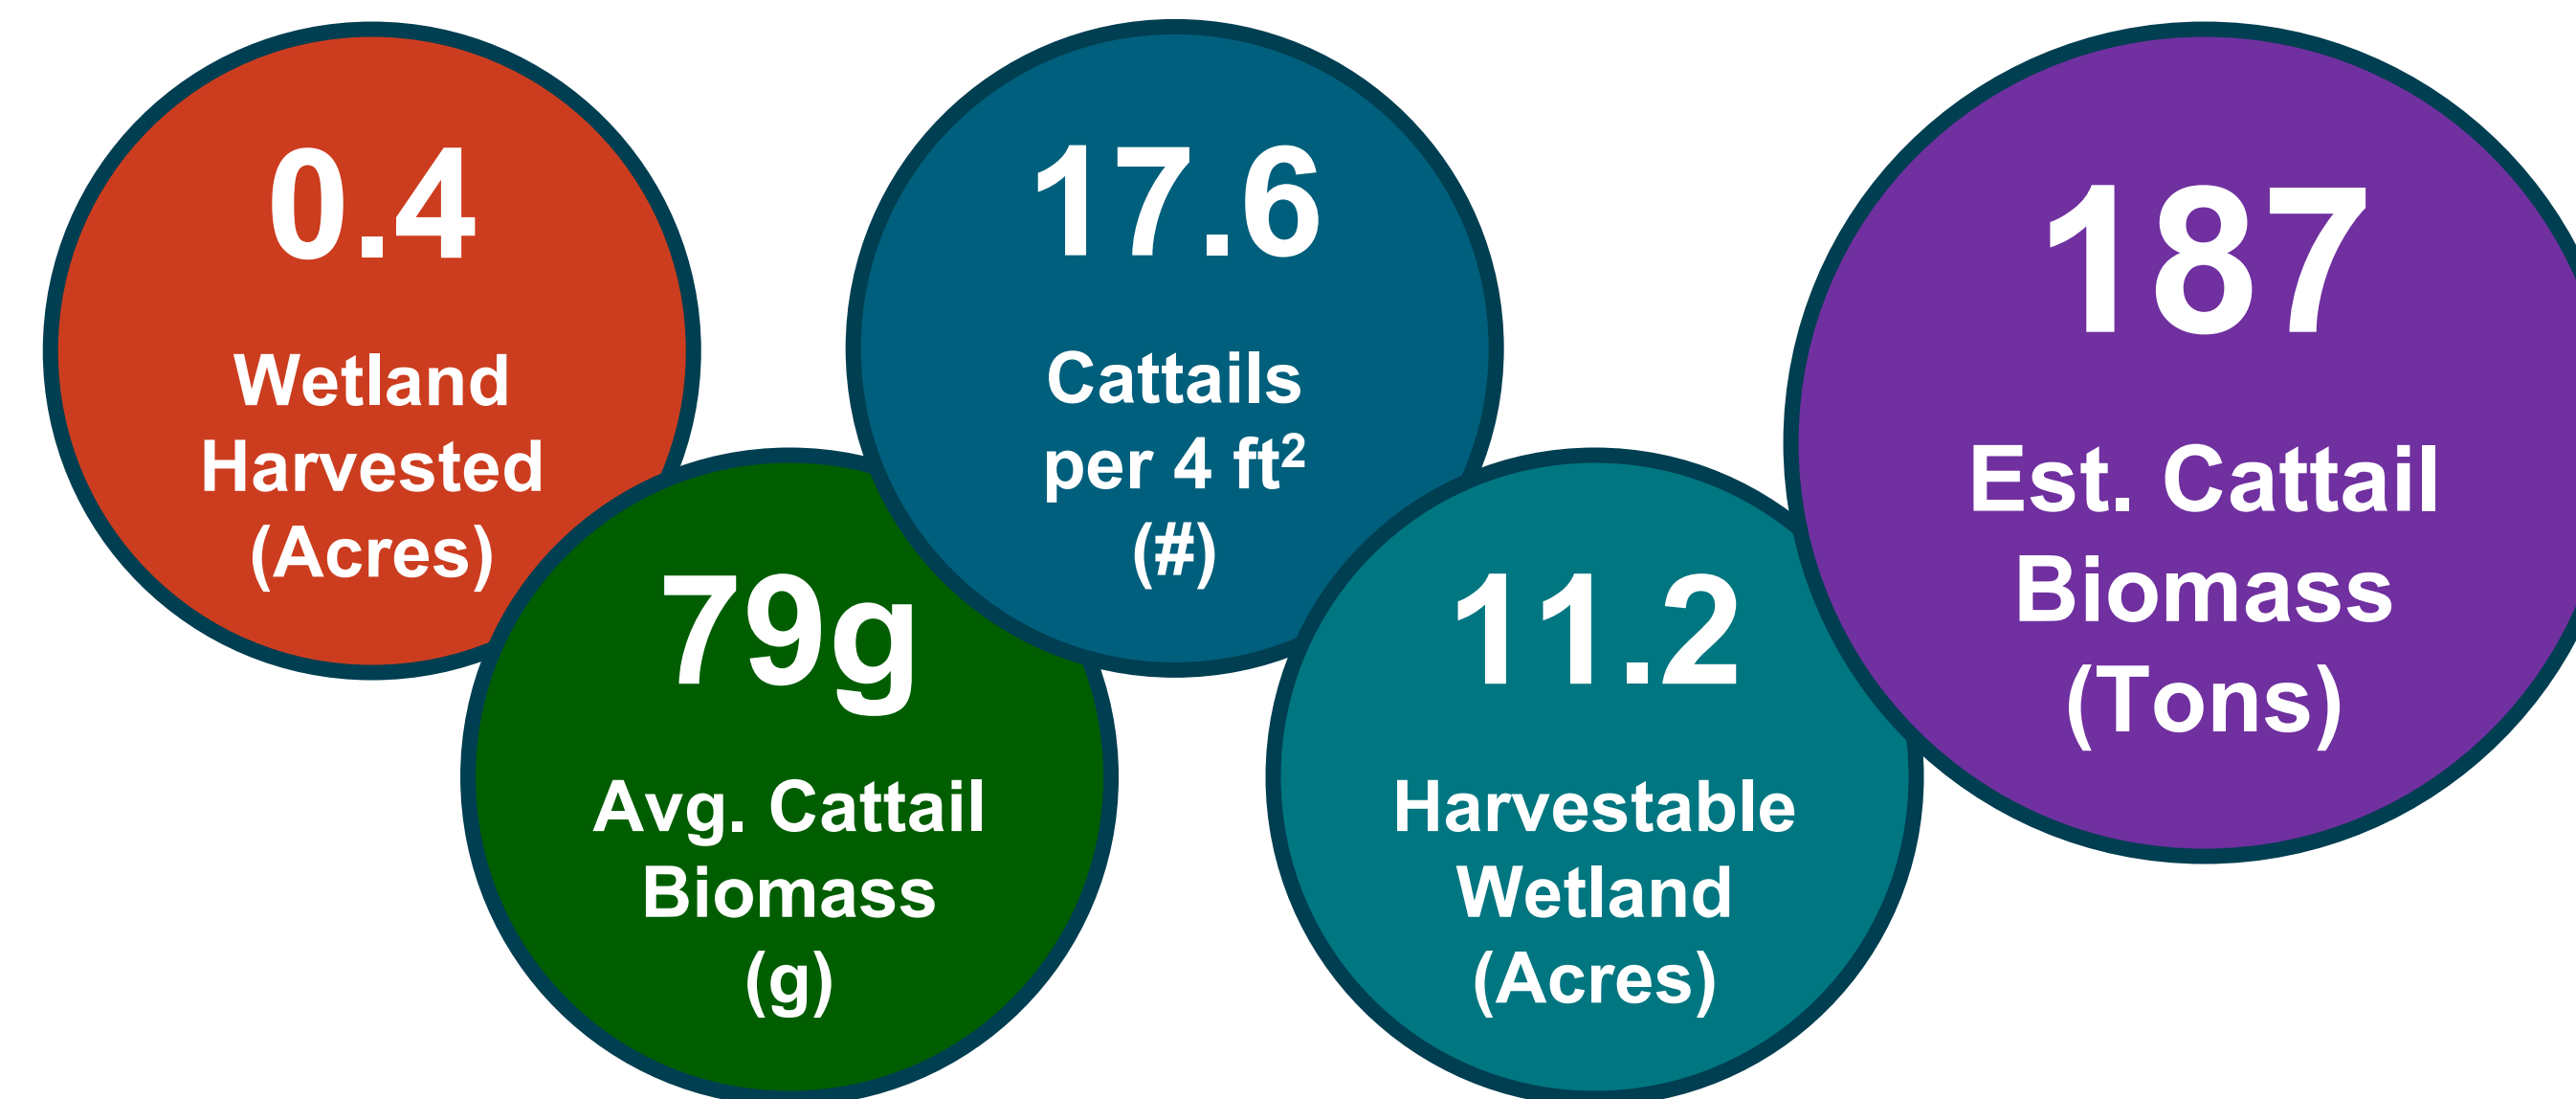 0.4
Wetland
Harvested
(Acres)
79g
Avg. Cattail
Biomass
(g)
17.6
Cattails
per 4 ft²
(#)
11.2
Harvestable
Wetland
(Acres)
187
Est. Cattail
Biomass
(Tons)